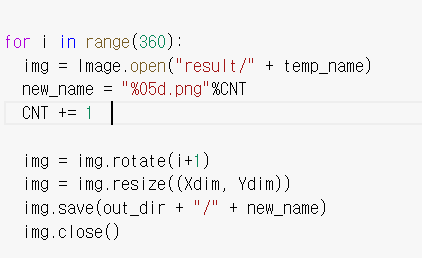 for i in range(360):
  img = Image.open("result/" + temp_name)
  new_name = "%05d.png"%CNT
  CNT += 1
  img = img.rotate(i+1)
  img = img.resize((Xdim, Ydim))
  img.save(out_dir + "/" + new_name)
  img.close()